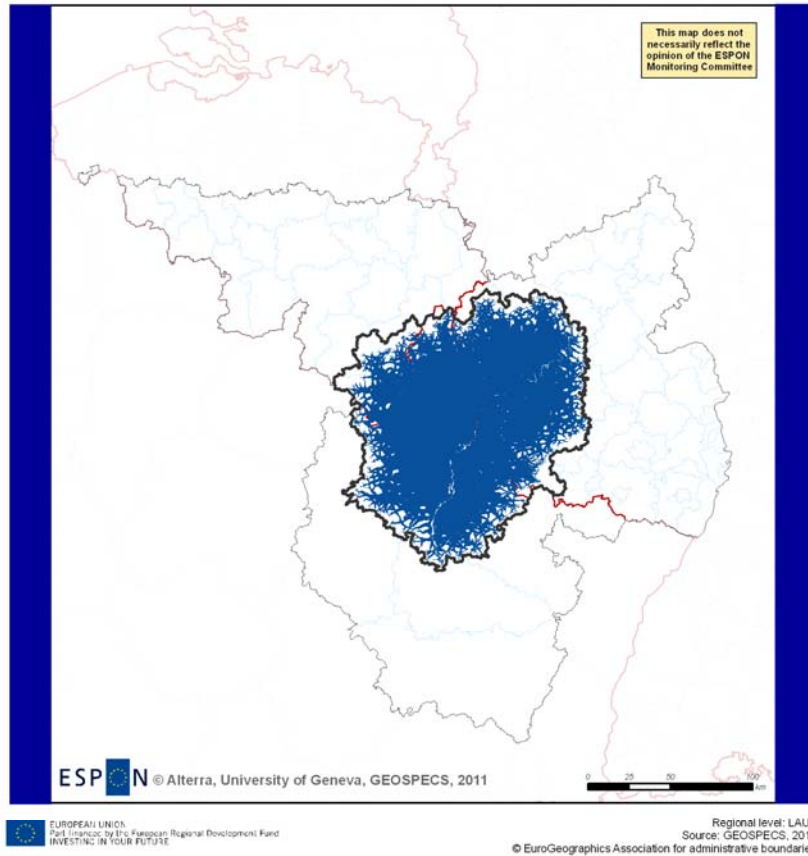 This map does not
necessarily reflect the
opinion of the ESPON
Monitoring Committee
ESPON © Alterra, University of Geneva, GEOSPECS, 2011
0 25 50 100
km
EUROPEAN UNION
Part financed by the European Regional Development Fund
INVESTING IN YOUR FUTURE
Regional level: LAU
Source: GEOSPECS, 201
© EuroGeographics Association for administrative boundarie